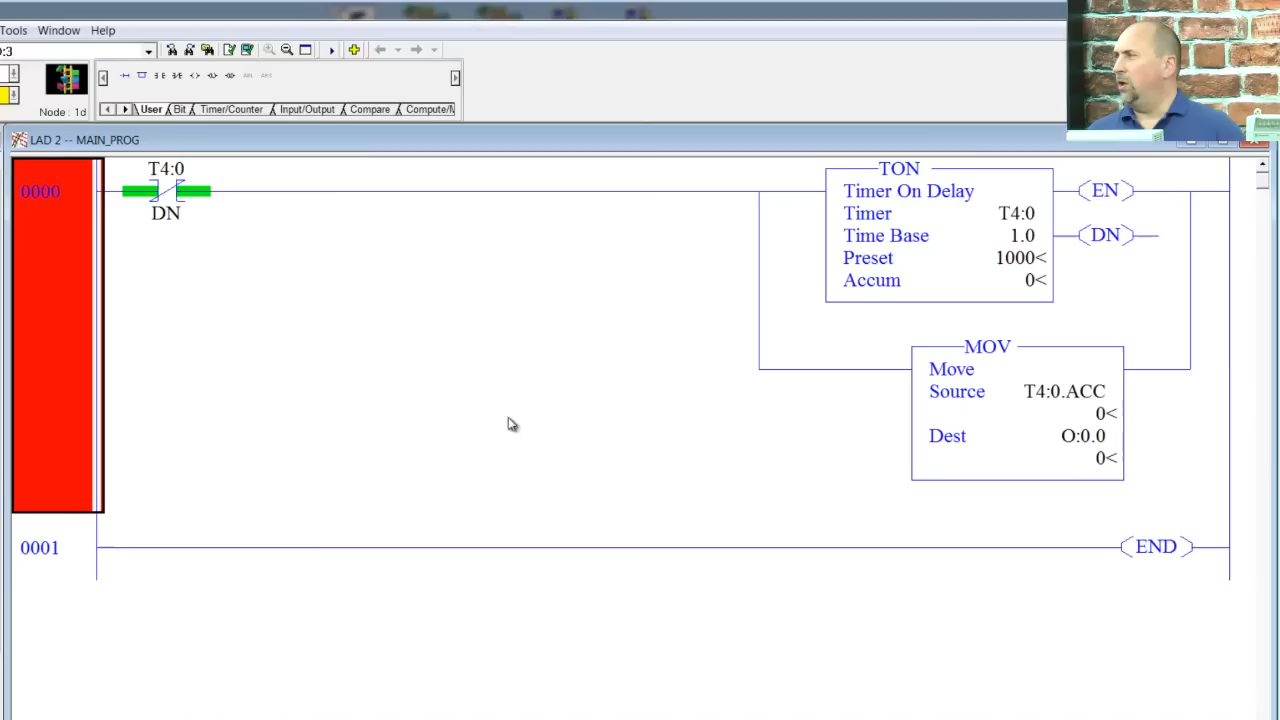 Tools Window Help
0:3
Node : 1d
User Bit Timer/Counter Input/Output Compare Compute/M
LAD 2 -- MAIN_PROG
0000
T4:0
DN
TON
Timer On Delay
Timer T4:0
Time Base 1.0
Preset 1000<
Accum 0<
EN
DN
MOV
Move
Source T4:0.ACC
0<
Dest O:0.0
0<
0001
END